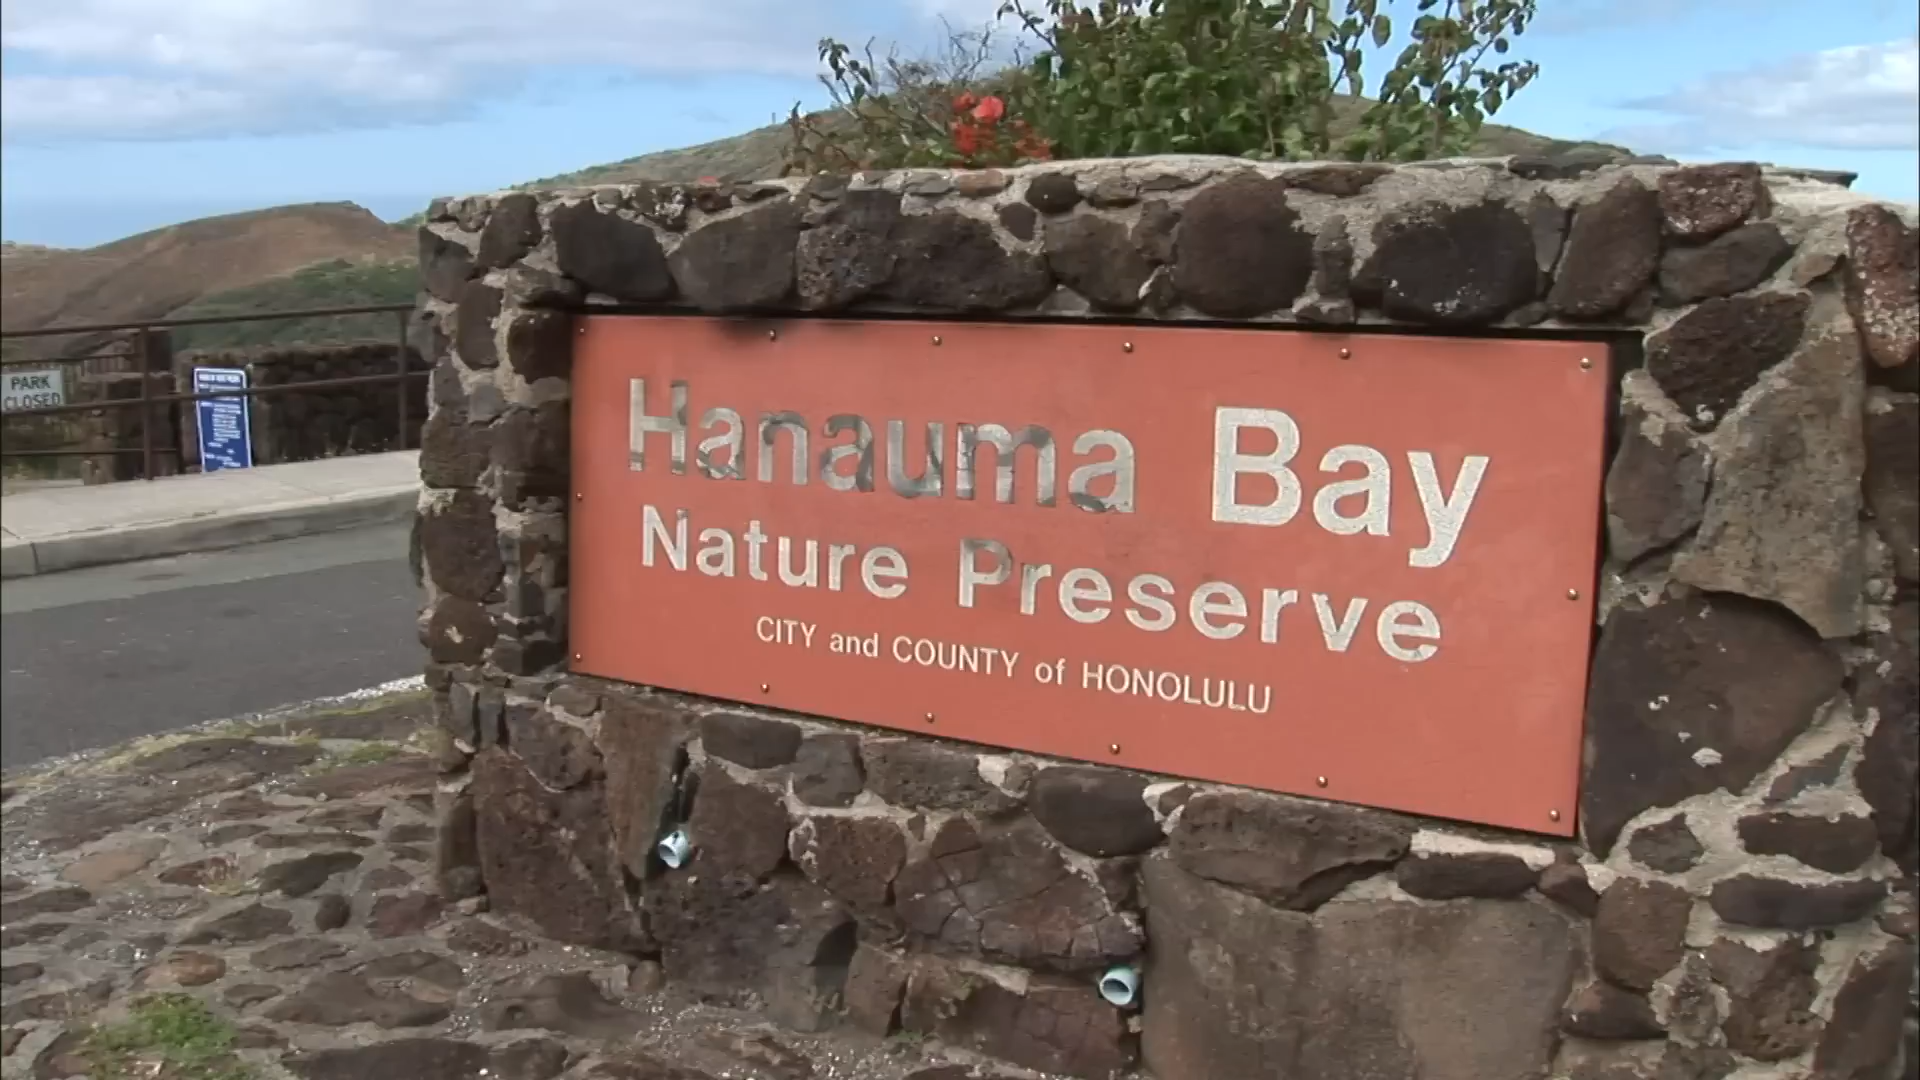 PARK
CLOSED
Hanauma Bay
Nature Preserve
CITY and COUNTY of HONOLULU